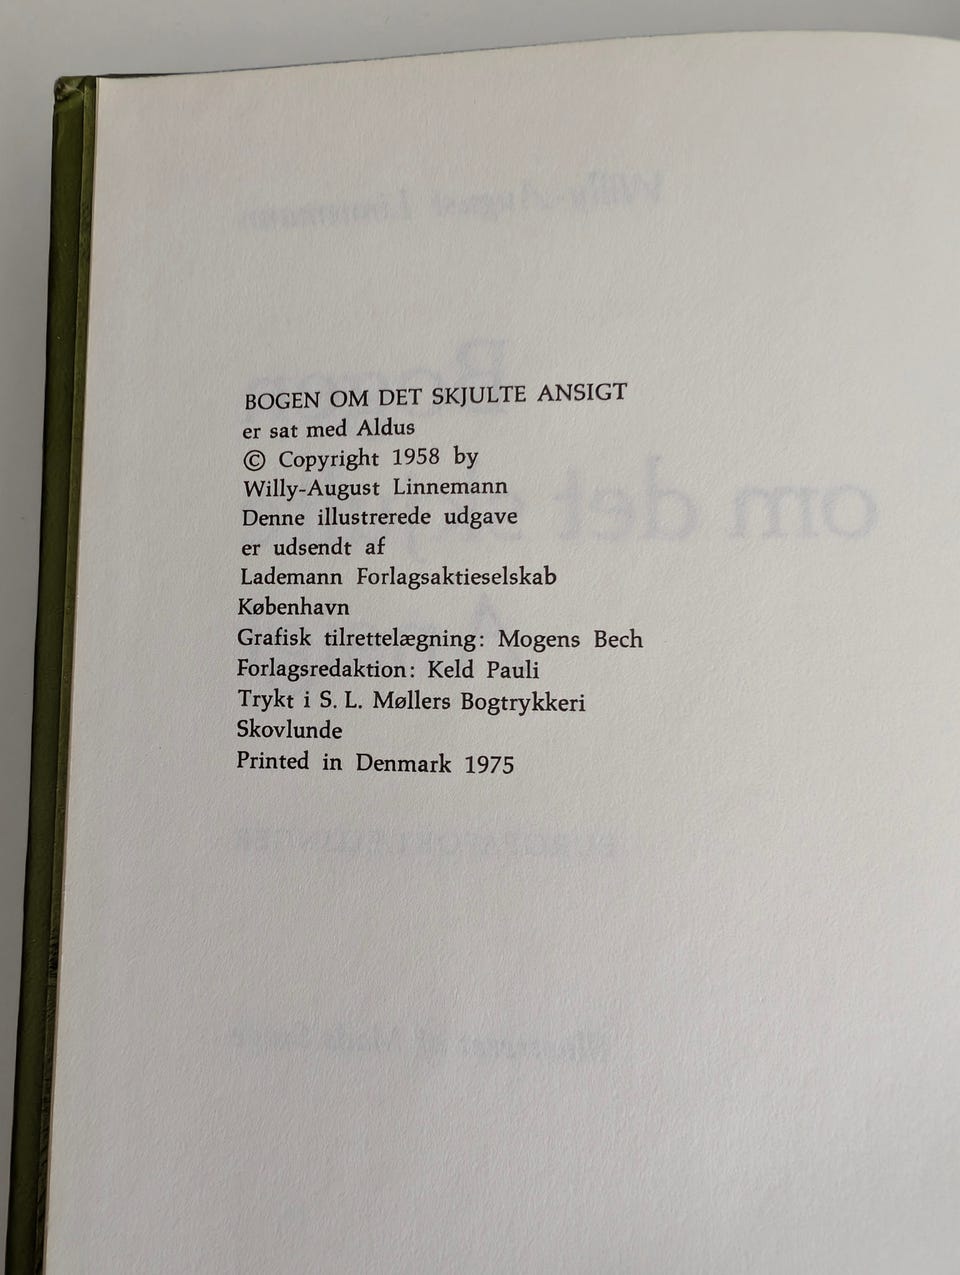 BOGEN OM DET SKJULTE ANSIGT
er sat med Aldus
© Copyright 1958 by
Willy-August Linnemann
Denne illustrerede udgave
er udsendt af
Lademann Forlagsaktieselskab
København
Grafisk tilrettelægning: Mogens Bech
Forlagsredaktion: Keld Pauli
Trykt i S. L. Møllers Bogtrykkeri
Skovlunde
Printed in Denmark 1975